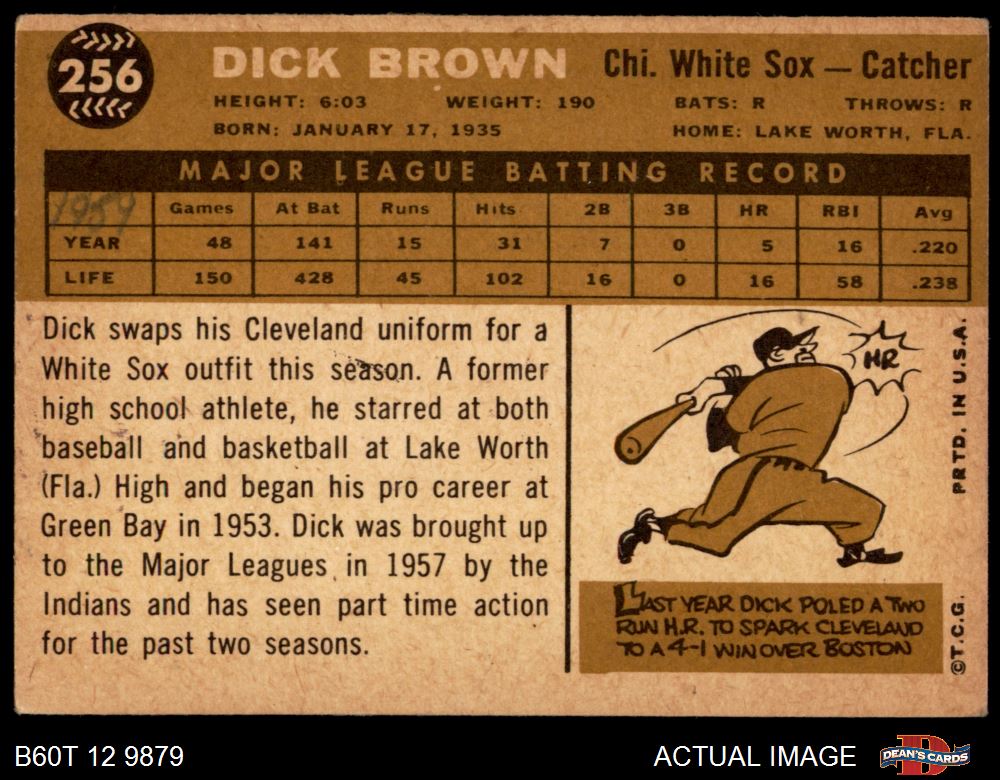 256
DICK BROWN Chi. White Sox — Catcher
HEIGHT: 6:03 WEIGHT: 190 BATS: R THROWS: R
BORN: JANUARY 17, 1935 HOME: LAKE WORTH, FLA.
MAJOR LEAGUE BATTING RECORD
1959 Games At Bat Runs Hits 2B 3B HR RBI Avg
YEAR 48 141 15 31 7 0 5 16 .220
LIFE 150 428 45 102 16 0 16 58 .238
Dick swaps his Cleveland uniform for a
White Sox outfit this season. A former
high school athlete, he starred at both
baseball and basketball at Lake Worth
(Fla.) High and began his pro career at
Green Bay in 1953. Dick was brought up
to the Major Leagues in 1957 by the
Indians and has seen part time action
for the past two seasons.
HR
LAST YEAR DICK POLED A TWO
RUN H.R. TO SPARK CLEVELAND
TO A 4-1 WIN OVER BOSTON
©T.C.G. PRTD. IN U.S.A.
B60T 12 9879 ACTUAL IMAGE DEAN'S CARDS